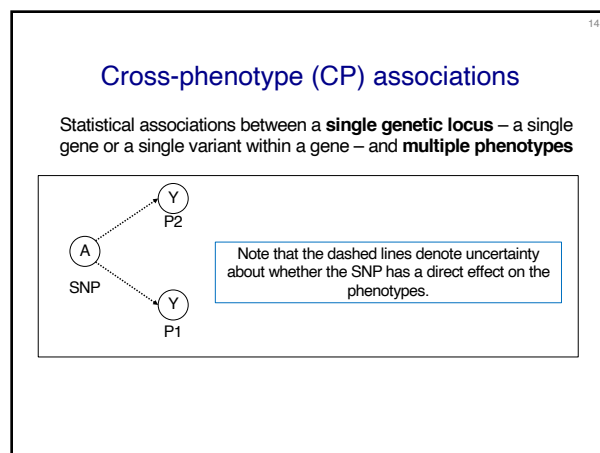 14
Cross-phenotype (CP) associations
Statistical associations between a single genetic locus – a single
gene or a single variant within a gene – and multiple phenotypes
Y
P2
A
SNP
Note that the dashed lines denote uncertainty
about whether the SNP has a direct effect on the
phenotypes.
Y
P1